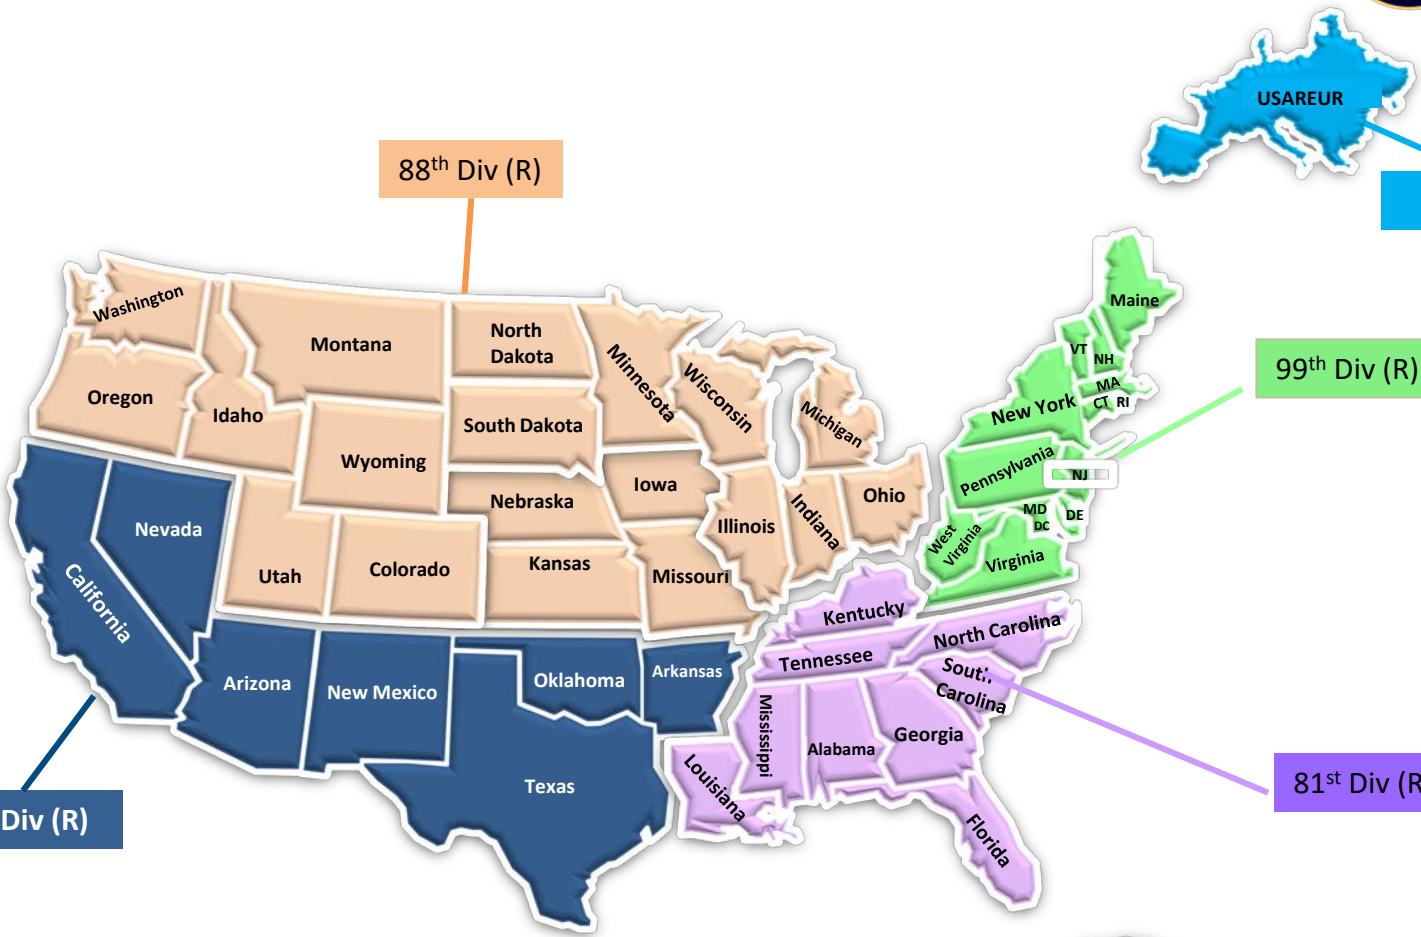 USAREUR
88th Div (R)
Washington
Maine
Montana
North
Dakota
Minnesota
Wisconsin
VT
NH
99th Div (R)
Oregon
Idaho
MA
CT
RI
New York
South Dakota
Michigan
Wyoming
Pennsylvania
NJ
Iowa
Nebraska
Ohio
Illinois
Indiana
MD
DC
DE
Nevada
West
Virginia
Virginia
Utah
Colorado
Kansas
Missouri
California
Kentucky
North Carolina
Tennessee
South
Carolina
Arizona
New Mexico
Oklahoma
Arkansas
Mississippi
Alabama
Georgia
Louisiana
Texas
Florida
81st Div (R
Div (R)